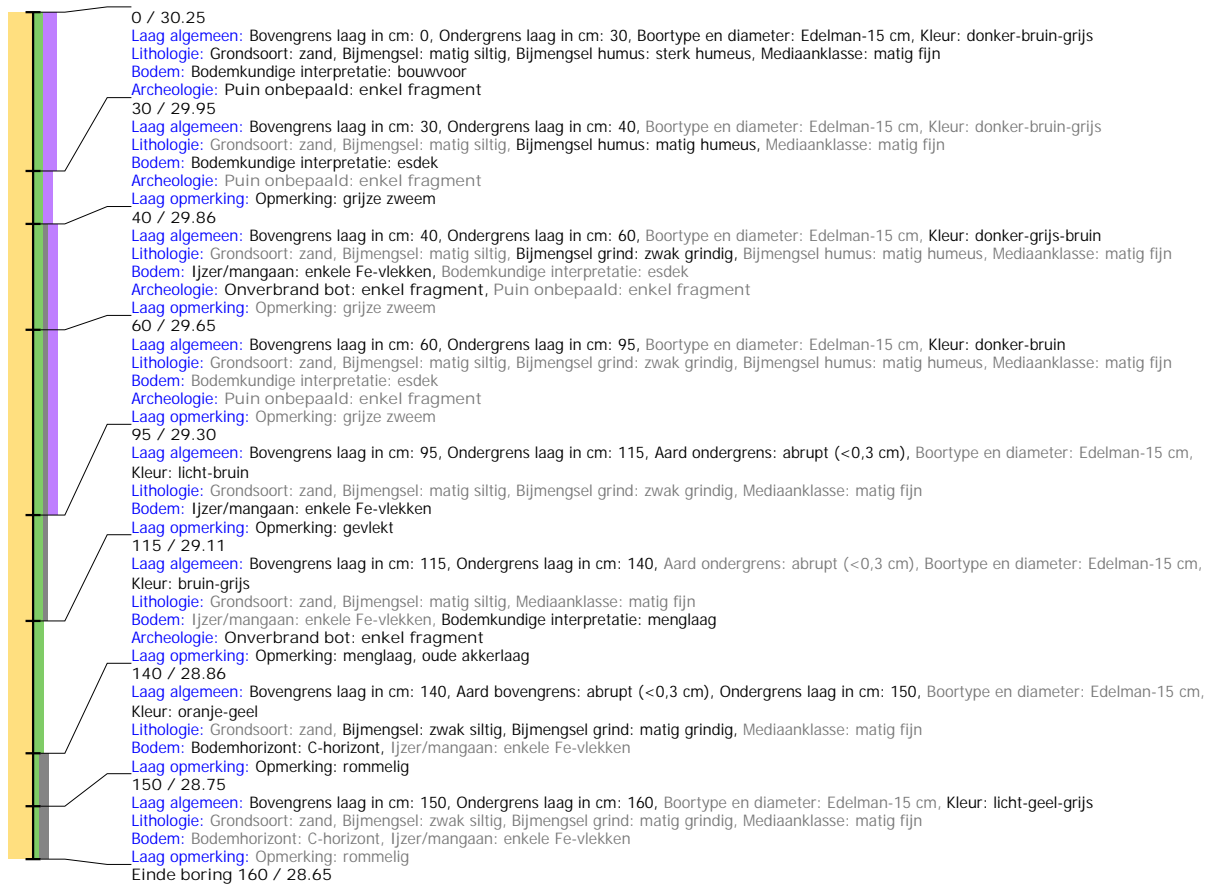 0 / 30.25
Laag algemeen: Bovengrens laag in cm: 0, Ondergrens laag in cm: 30, Boortype en diameter: Edelman-15 cm, Kleur: donker-bruin-grijs
Lithologie: Grondsoort: zand, Bijmengsel: matig siltig, Bijmengsel humus: sterk humeus, Mediaanklasse: matig fijn
Bodem: Bodemkundige interpretatie: bouwvoor
Archeologie: Puin onbepaald: enkel fragment
30 / 29.95
Laag algemeen: Bovengrens laag in cm: 30, Ondergrens laag in cm: 40, Boortype en diameter: Edelman-15 cm, Kleur: donker-bruin-grijs
Lithologie: Grondsoort: zand, Bijmengsel: matig siltig, Bijmengsel humus: matig humeus, Mediaanklasse: matig fijn
Bodem: Bodemkundige interpretatie: esdek
Archeologie: Puin onbepaald: enkel fragment
Laag opmerking: Opmerking: grijze zweem
40 / 29.86
Laag algemeen: Bovengrens laag in cm: 40, Ondergrens laag in cm: 60, Boortype en diameter: Edelman-15 cm, Kleur: donker-grijs-bruin
Lithologie: Grondsoort: zand, Bijmengsel: matig siltig, Bijmengsel grind: zwak grindig, Bijmengsel humus: matig humeus, Mediaanklasse: matig fijn
Bodem: Ijzer/mangaan: enkele Fe-vlekken, Bodemkundige interpretatie: esdek
Archeologie: Onverbrand bot: enkel fragment, Puin onbepaald: enkel fragment
Laag opmerking: Opmerking: grijze zweem
60 / 29.65
Laag algemeen: Bovengrens laag in cm: 60, Ondergrens laag in cm: 95, Boortype en diameter: Edelman-15 cm, Kleur: donker-bruin
Lithologie: Grondsoort: zand, Bijmengsel: matig siltig, Bijmengsel grind: zwak grindig, Bijmengsel humus: matig humeus, Mediaanklasse: matig fijn
Bodem: Bodemkundige interpretatie: esdek
Archeologie: Puin onbepaald: enkel fragment
Laag opmerking: Opmerking: grijze zweem
95 / 29.30
Laag algemeen: Bovengrens laag in cm: 95, Ondergrens laag in cm: 115, Aard ondergrens: abrupt (<0,3 cm), Boortype en diameter: Edelman-15 cm,
Kleur: licht-bruin
Lithologie: Grondsoort: zand, Bijmengsel: matig siltig, Bijmengsel grind: zwak grindig, Mediaanklasse: matig fijn
Bodem: Ijzer/mangaan: enkele Fe-vlekken
Laag opmerking: Opmerking: gevlekt
115 / 29.11
Laag algemeen: Bovengrens laag in cm: 115, Ondergrens laag in cm: 140, Aard ondergrens: abrupt (<0,3 cm), Boortype en diameter: Edelman-15 cm,
Kleur: bruin-grijs
Lithologie: Grondsoort: zand, Bijmengsel: matig siltig, Mediaanklasse: matig fijn
Bodem: Ijzer/mangaan: enkele Fe-vlekken, Bodemkundige interpretatie: menglaag
Archeologie: Onverbrand bot: enkel fragment
Laag opmerking: Opmerking: menglaag, oude akkerlaag
140 / 28.86
Laag algemeen: Bovengrens laag in cm: 140, Aard bovengrens: abrupt (<0,3 cm), Ondergrens laag in cm: 150, Boortype en diameter: Edelman-15 cm,
Kleur: oranje-geel
Lithologie: Grondsoort: zand, Bijmengsel: zwak siltig, Bijmengsel grind: matig grindig, Mediaanklasse: matig fijn
Bodem: Bodemhorizont: C-horizont, Ijzer/mangaan: enkele Fe-vlekken
Laag opmerking: Opmerking: rommelig
150 / 28.75
Laag algemeen: Bovengrens laag in cm: 150, Ondergrens laag in cm: 160, Boortype en diameter: Edelman-15 cm, Kleur: licht-geel-grijs
Lithologie: Grondsoort: zand, Bijmengsel: zwak siltig, Bijmengsel grind: matig grindig, Mediaanklasse: matig fijn
Bodem: Bodemhorizont: C-horizont, Ijzer/mangaan: enkele Fe-vlekken
Laag opmerking: Opmerking: rommelig
Einde boring 160 / 28.65